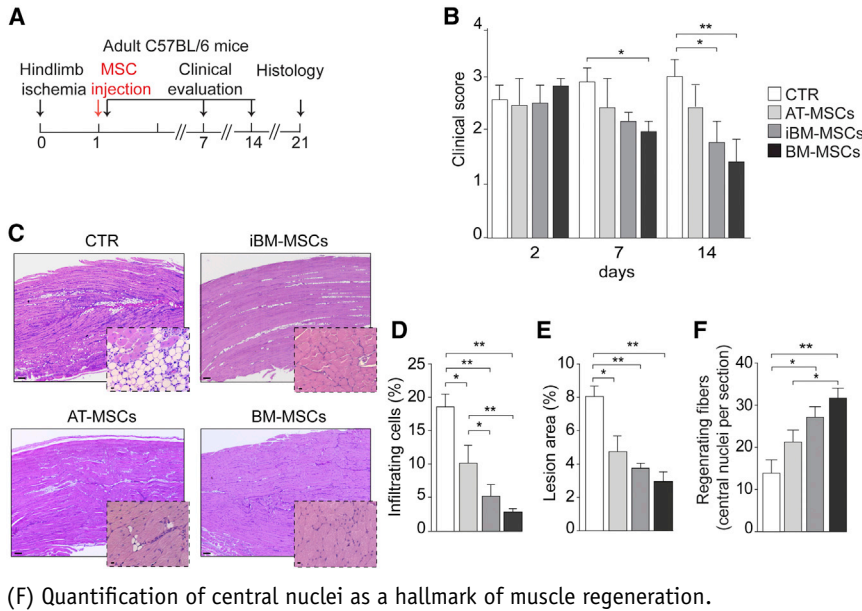 A
Adult C57BL/6 mice
Hindlimb MSC Clinical Histology
ischemia injection evaluation
0 1 7 14 21
B
Clinical score
4
3
2
1
0
* ** *
2 7 14
days
CTR
AT-MSCs
iBM-MSCs
BM-MSCs
C
CTR iBM-MSCs
AT-MSCs BM-MSCs
D
Infiltrating cells (%)
25
20
15
10
5
0
**
**
*
**
*
E
Lesion area (%)
10
8
6
4
2
0
**
**
*
F
Regenrating fibers
(central nuclei per section)
40
30
20
10
0
**
*
*
(F) Quantification of central nuclei as a hallmark of muscle regeneration.